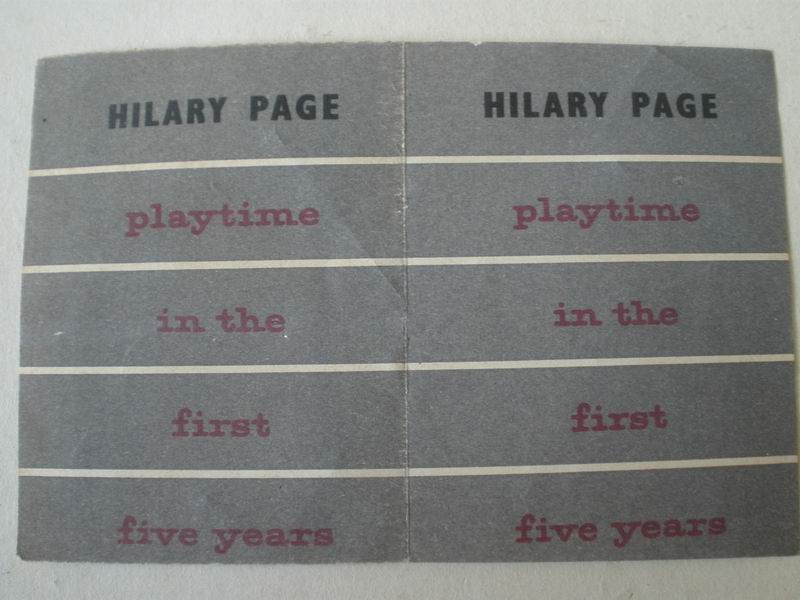 HILARY PAGE
playtime
in the
first
five years
HILARY PAGE
playtime
in the
first
five years